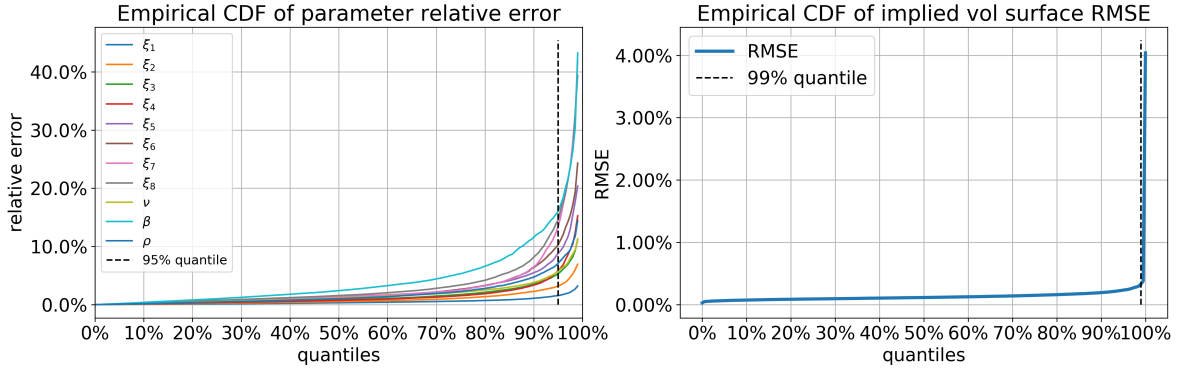 Empirical CDF of parameter relative error
relative error
40.0%
30.0%
20.0%
10.0%
0.0%
ξ1
ξ2
ξ3
ξ4
ξ5
ξ6
ξ7
ξ8
ν
β
ρ
95% quantile
0% 10% 20% 30% 40% 50% 60% 70% 80% 90% 100%
quantiles
Empirical CDF of implied vol surface RMSE
RMSE
4.00%
3.00%
2.00%
1.00%
0.00%
RMSE
99% quantile
0% 10% 20% 30% 40% 50% 60% 70% 80% 90% 100%
quantiles